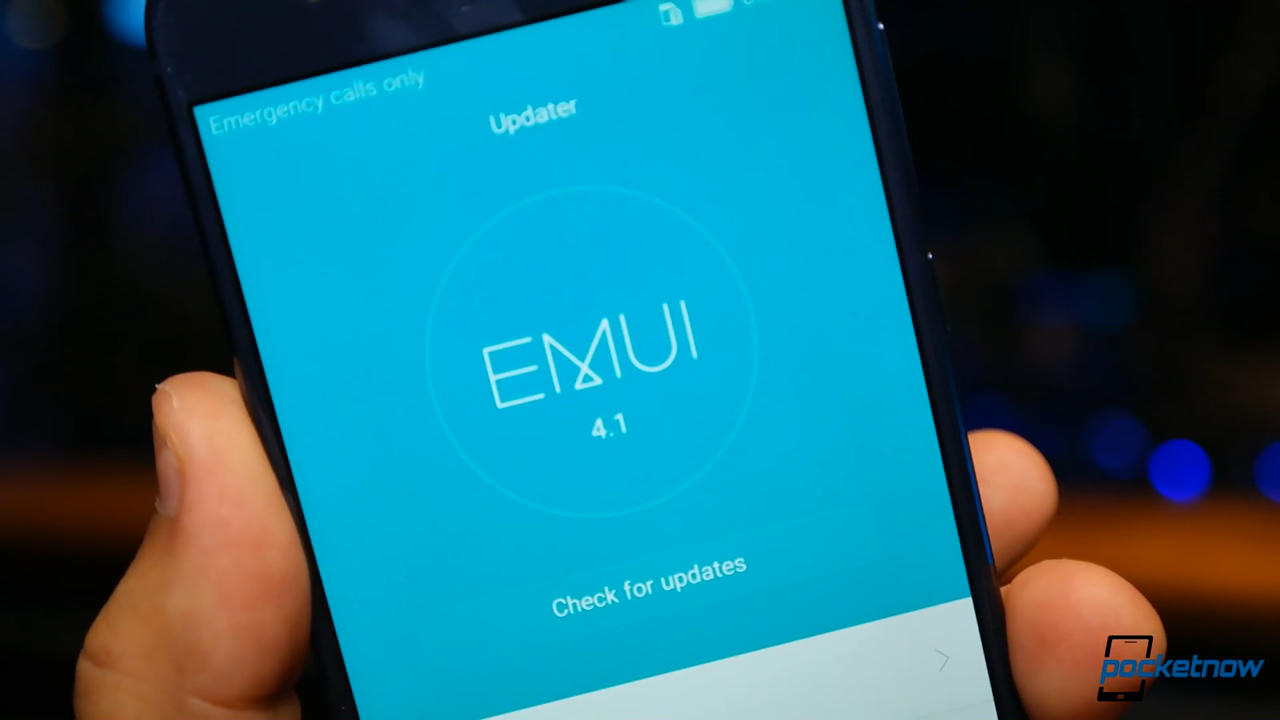 Emergency calls only
Updater
EMUI
4.1
Check for updates
pocketnow